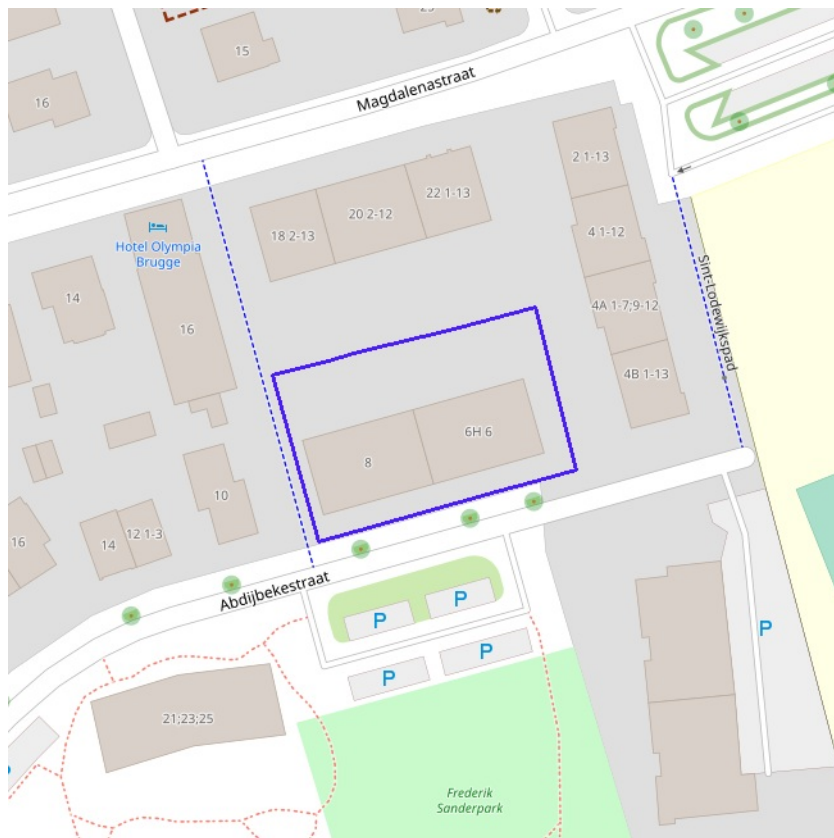 15
16
Magdalenastraat
2 1-13
22 1-13
20 2-12
18 2-13
4 1-12
Hotel Olympia
Brugge
Sint-Lodewijkspad
14
4A 1-7;9-12
16
4B 1-13
6H 6
8
10
16
14
12 1-3
Abdijbekestraat
P
P
P
P
P
21;23;25
Frederik
Sanderpark